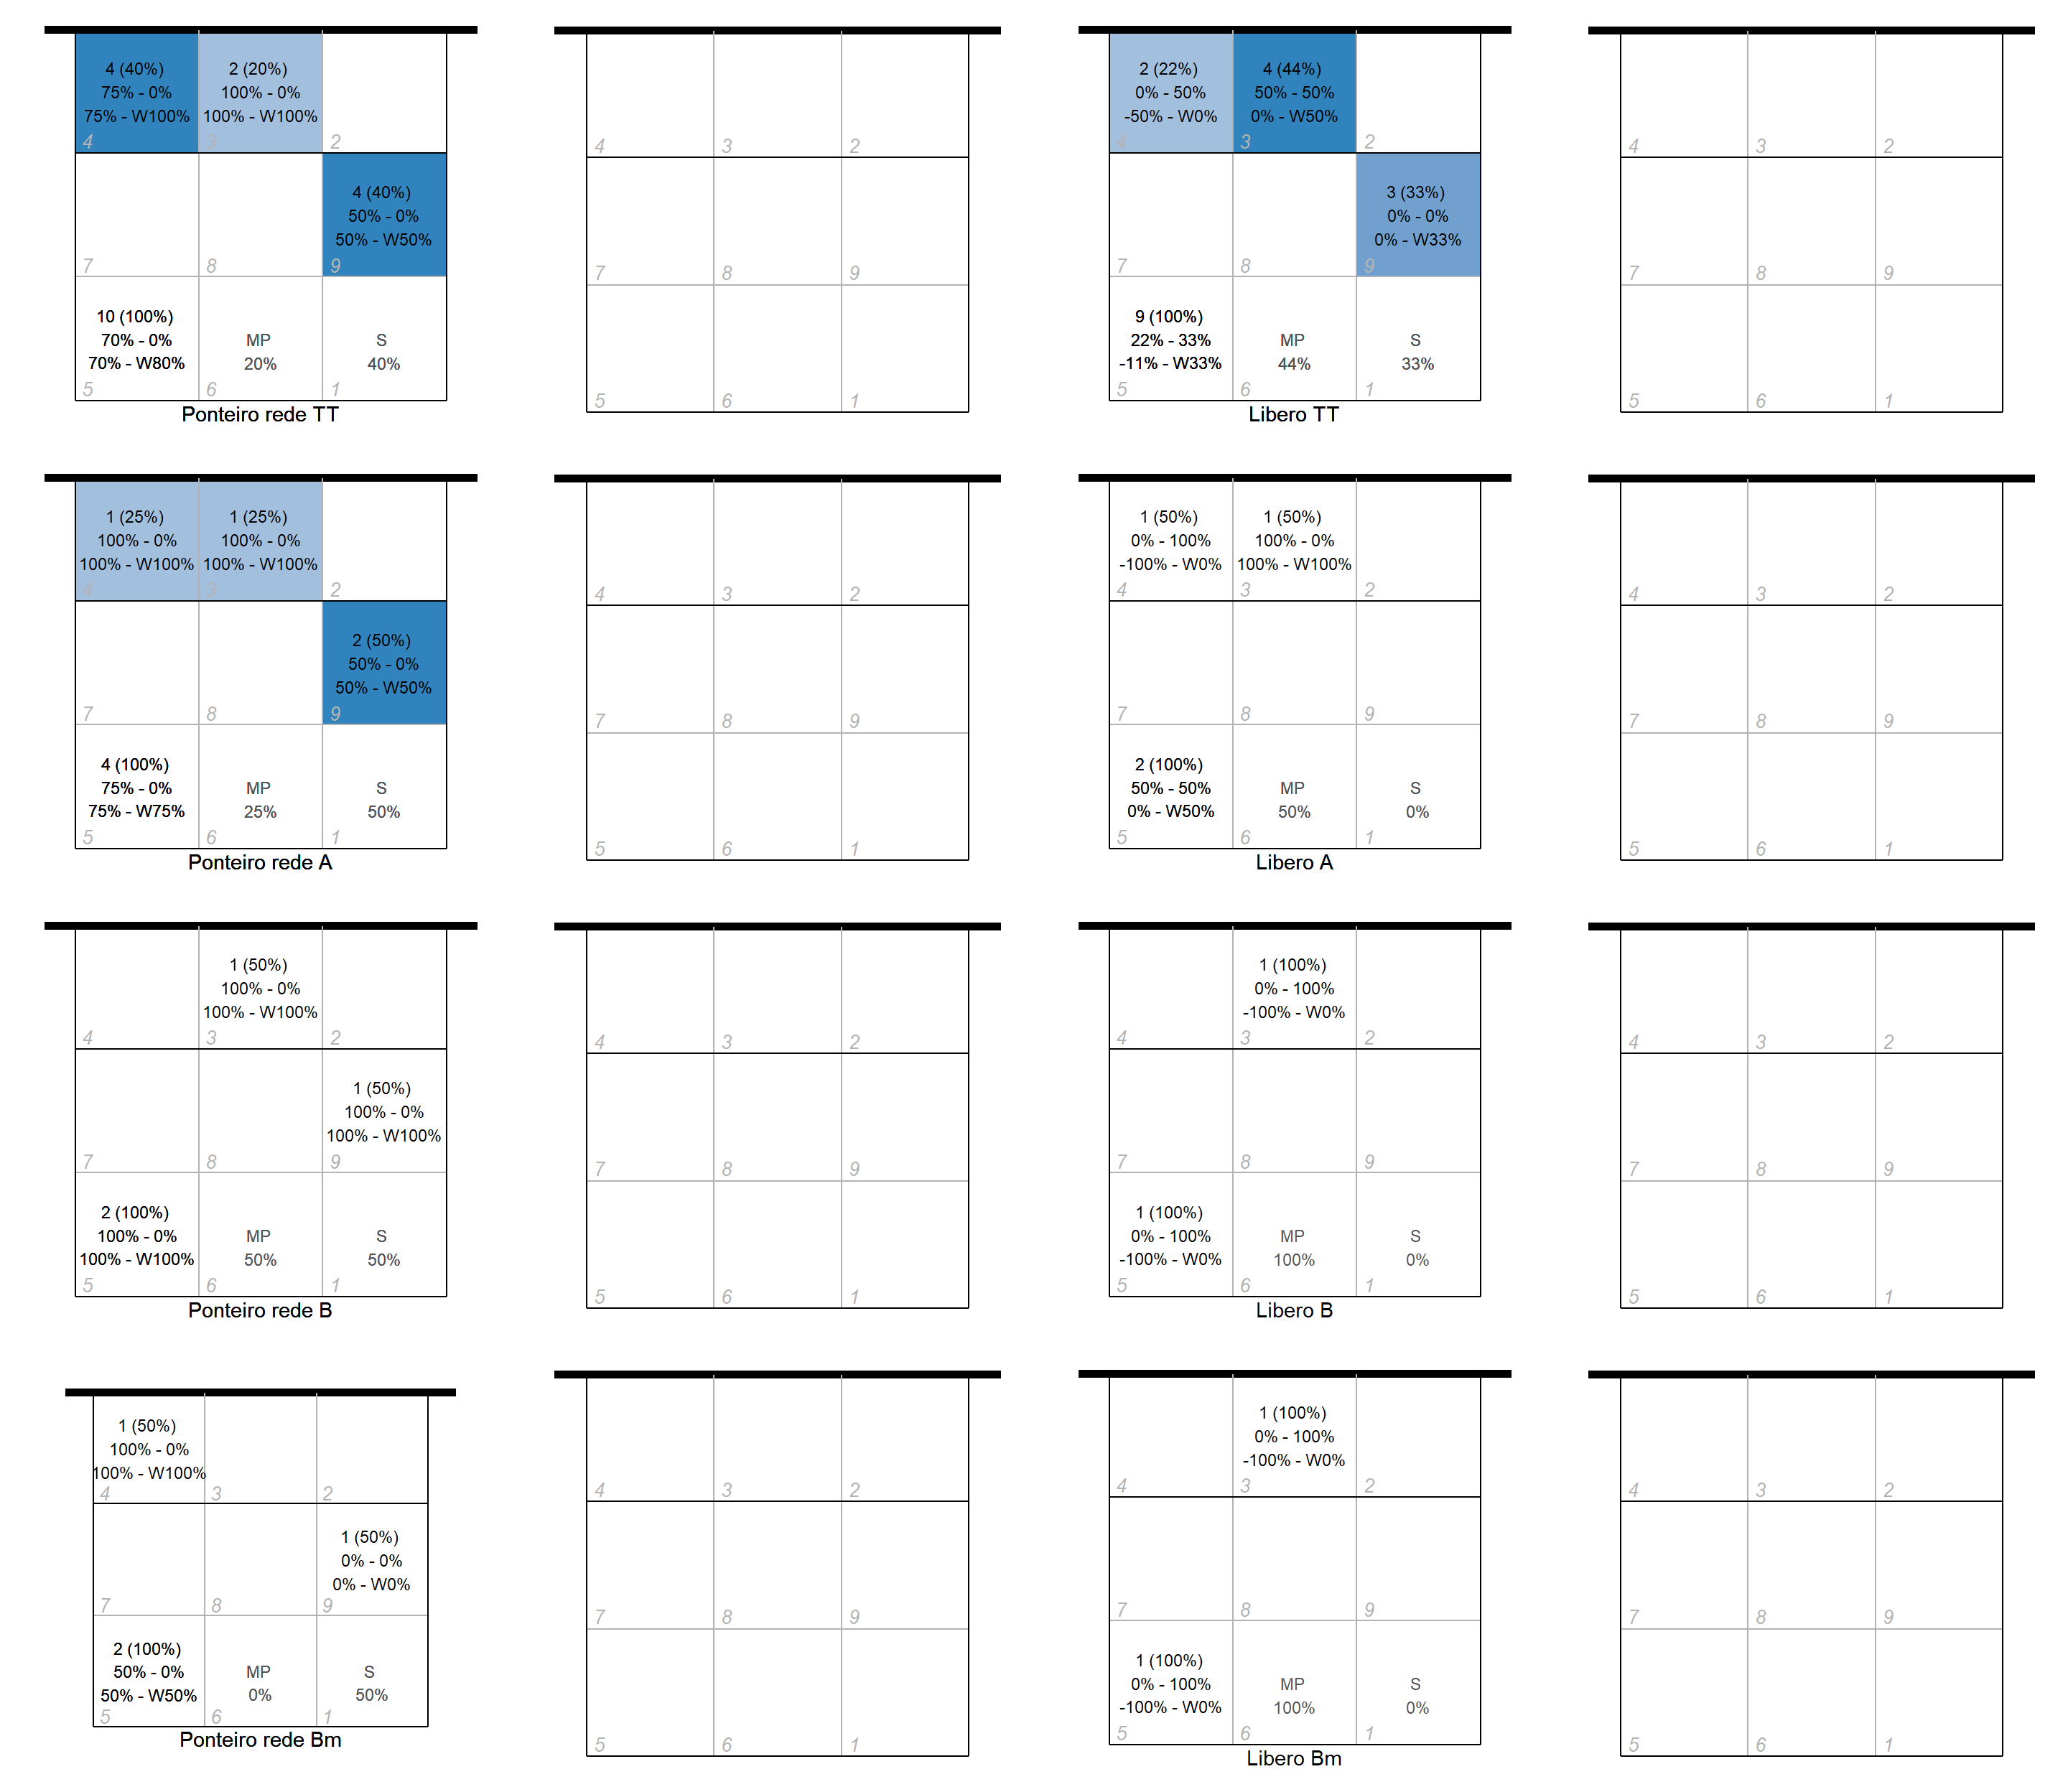 4 (40%) 2 (20%)
75% - 0% 100% - 0%
75% - W100% 100% - W100%
4 3 2
4 (40%)
50% - 0%
50% - W50%
7 8 9
10 (100%)
70% - 0% MP S
70% - W80% 20% 40%
5 6 1
Ponteiro rede TT
4 3 2
7 8 9
5 6 1
2 (22%) 4 (44%)
0% - 50% 50% - 50%
-50% - W0% 0% - W50%
4 3 2
3 (33%)
0% - 0%
0% - W33%
7 8 9
9 (100%)
22% - 33% MP S
-11% - W33% 44% 33%
5 6 1
Libero TT
4 3 2
7 8 9
5 6 1
1 (25%) 1 (25%)
100% - 0% 100% - 0%
100% - W100% 100% - W100%
4 3 2
2 (50%)
50% - 0%
50% - W50%
7 8 9
4 (100%)
75% - 0% MP S
75% - W75% 25% 50%
5 6 1
Ponteiro rede A
4 3 2
7 8 9
5 6 1
1 (50%) 1 (50%)
0% - 100% 100% - 0%
-100% - W0% 100% - W100%
4 3 2
7 8 9
2 (100%)
50% - 50% MP S
0% - W50% 50% 0%
5 6 1
Libero A
4 3 2
7 8 9
5 6 1
1 (50%)
100% - 0%
100% - W100%
4 3 2
1 (50%)
100% - 0%
100% - W100%
7 8 9
2 (100%)
100% - 0% MP S
100% - W100% 50% 50%
5 6 1
Ponteiro rede B
4 3 2
7 8 9
5 6 1
1 (100%)
0% - 100%
-100% - W0%
4 3 2
7 8 9
1 (100%)
0% - 100% MP S
-100% - W0% 100% 0%
5 6 1
Libero B
4 3 2
7 8 9
5 6 1
1 (50%)
100% - 0%
100% - W100%
4 3 2
1 (50%)
0% - 0%
0% - W0%
7 8 9
2 (100%)
50% - 0% MP S
50% - W50% 0% 50%
5 6 1
Ponteiro rede Bm
4 3 2
7 8 9
5 6 1
1 (100%)
0% - 100%
-100% - W0%
4 3 2
7 8 9
1 (100%)
0% - 100% MP S
-100% - W0% 100% 0%
5 6 1
Libero Bm
4 3 2
7 8 9
5 6 1